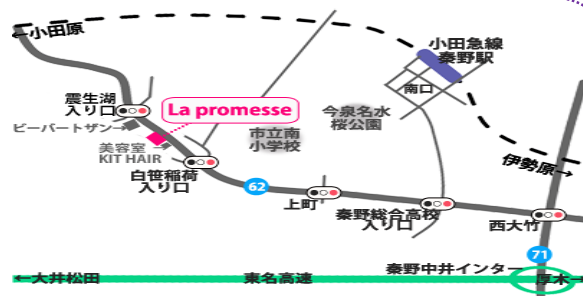 ←小田原
小田急線
秦野駅
南口
震生湖
入り口
La promesse
ビーバートザン→
美容室 →
KIT HAIR
市立南
小学校
今泉名水
桜公園
伊勢原→
白笹稲荷
入り口
62
上町
秦野総合高校
入り口
西大竹
71
秦野中井インター
←大井松田
東名高速
厚木→